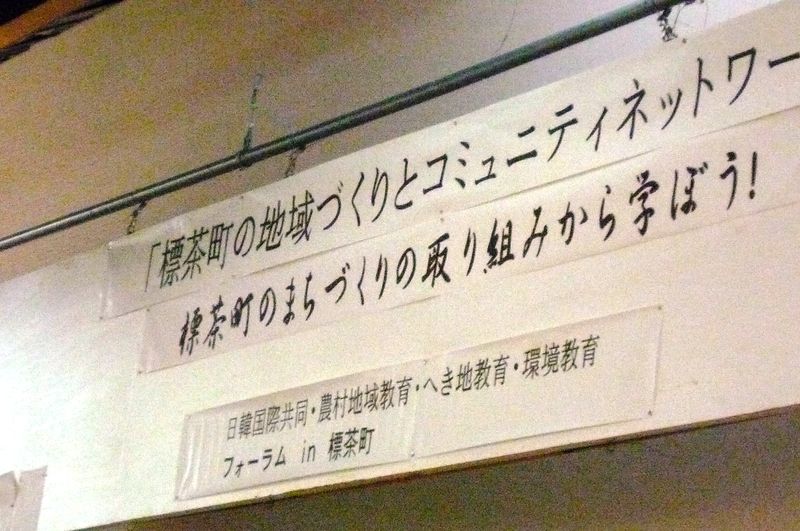 「標茶町の地域づくりとコミュニティネットワー
標茶町のまちづくりの取り組みから学ぼう!
日韓国際共同・農村地域教育・へき地教育・環境教育
フォーラム in 標茶町